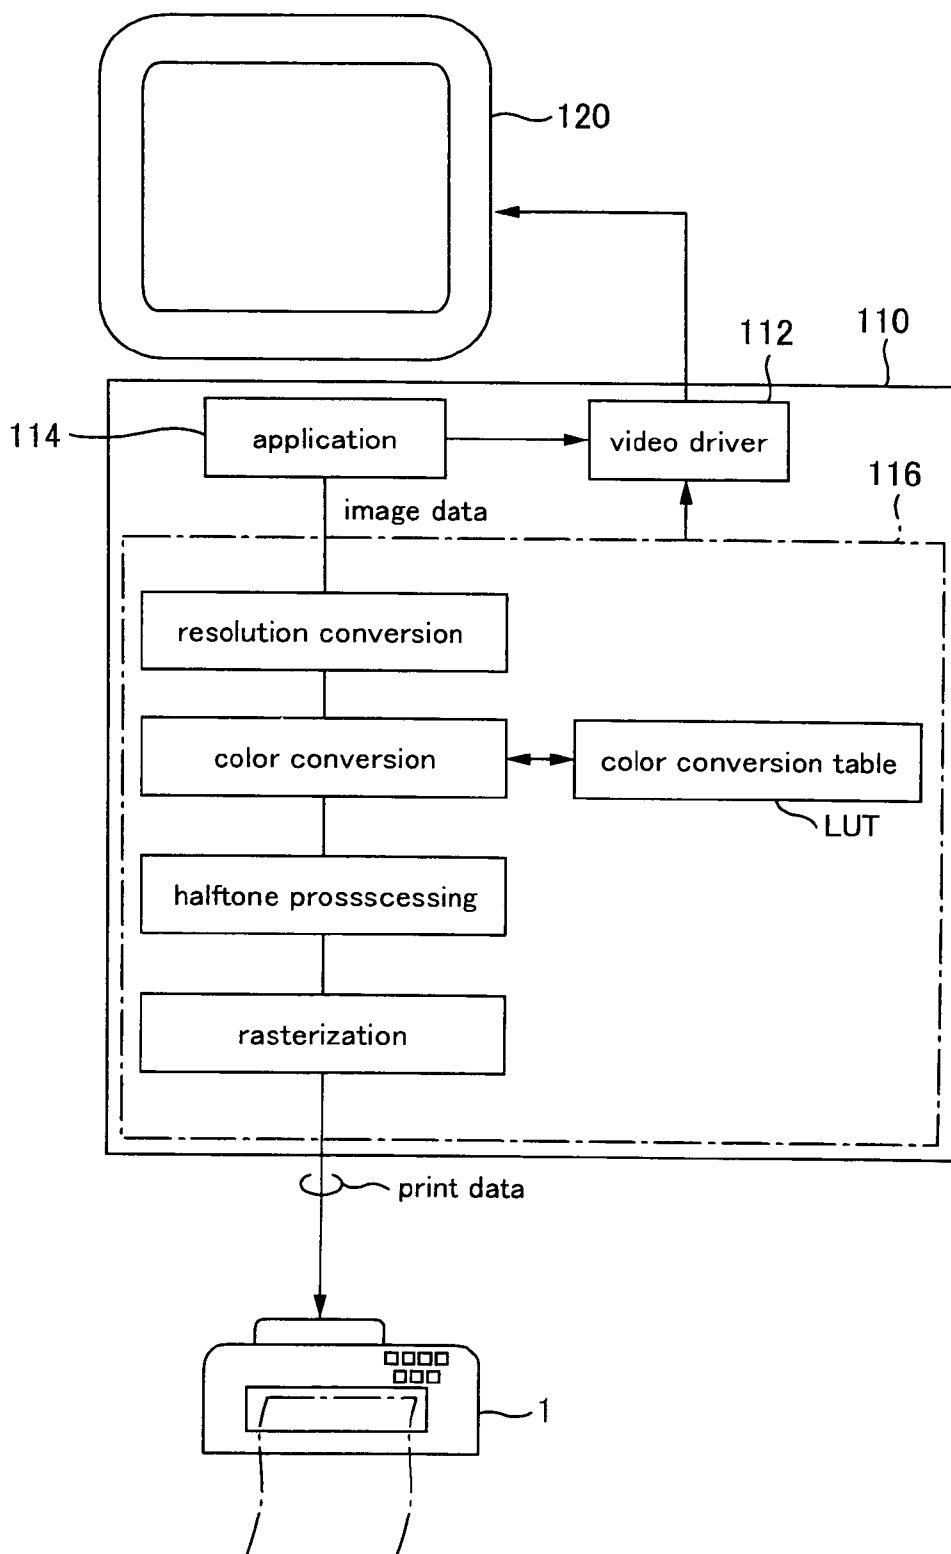 120
110
112
114
application
video driver
116
image data
resolution conversion
color conversion
color conversion table
LUT
halftone prossscessing
rasterization
print data
1